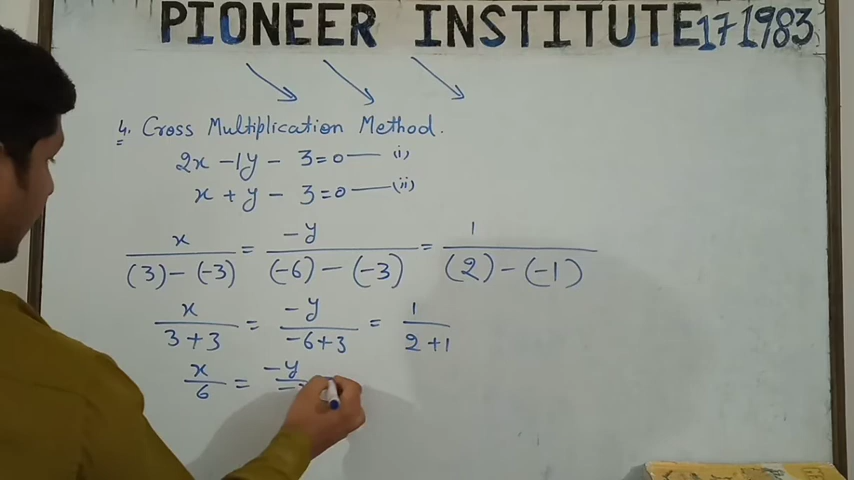 PIONEER INSTITUTE 17 1983
4. Cross Multiplication Method.
2x - 1y - 3 = 0 — (i)
x + y - 3 = 0 — (ii)
x/((3) - (-3)) = -y/((-6) - (-3)) = 1/((2) - (-1))
x/(3+3) = -y/(-6+3) = 1/(2+1)
x/6 = -y/-